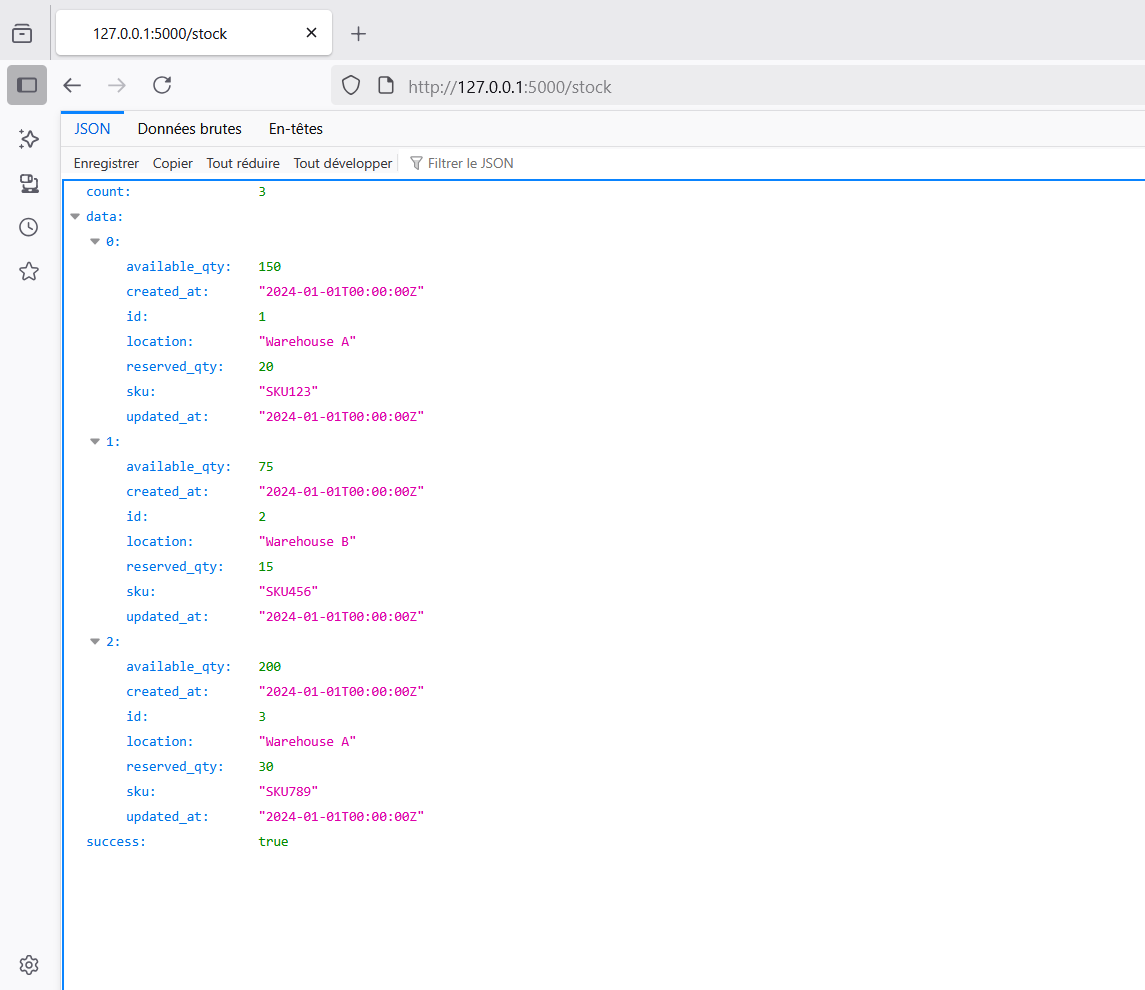 127.0.0.1:5000/stock
http://127.0.0.1:5000/stock
JSON Données brutes En-têtes
Enregistrer Copier Tout réduire Tout développer Filtrer le JSON
count: 3
data:
0:
available_qty: 150
created_at: "2024-01-01T00:00:00Z"
id: 1
location: "Warehouse A"
reserved_qty: 20
sku: "SKU123"
updated_at: "2024-01-01T00:00:00Z"
1:
available_qty: 75
created_at: "2024-01-01T00:00:00Z"
id: 2
location: "Warehouse B"
reserved_qty: 15
sku: "SKU456"
updated_at: "2024-01-01T00:00:00Z"
2:
available_qty: 200
created_at: "2024-01-01T00:00:00Z"
id: 3
location: "Warehouse A"
reserved_qty: 30
sku: "SKU789"
updated_at: "2024-01-01T00:00:00Z"
success: true